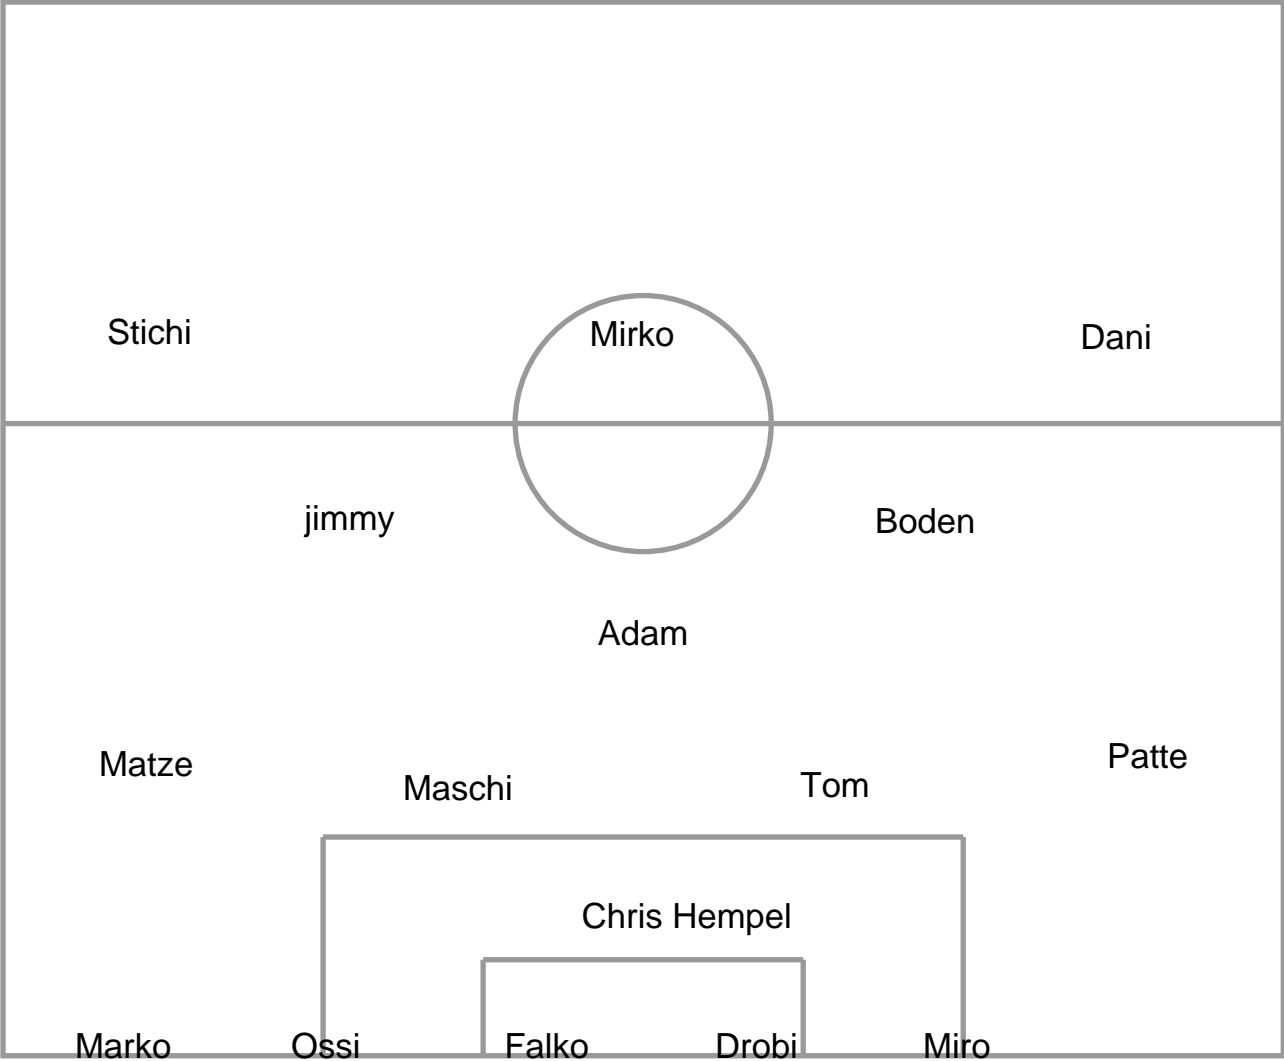 Stichi Mirko Dani
jimmy Boden
Adam
Matze Maschi Tom Patte
Chris Hempel
Marko Ossi Falko Drobi Miro